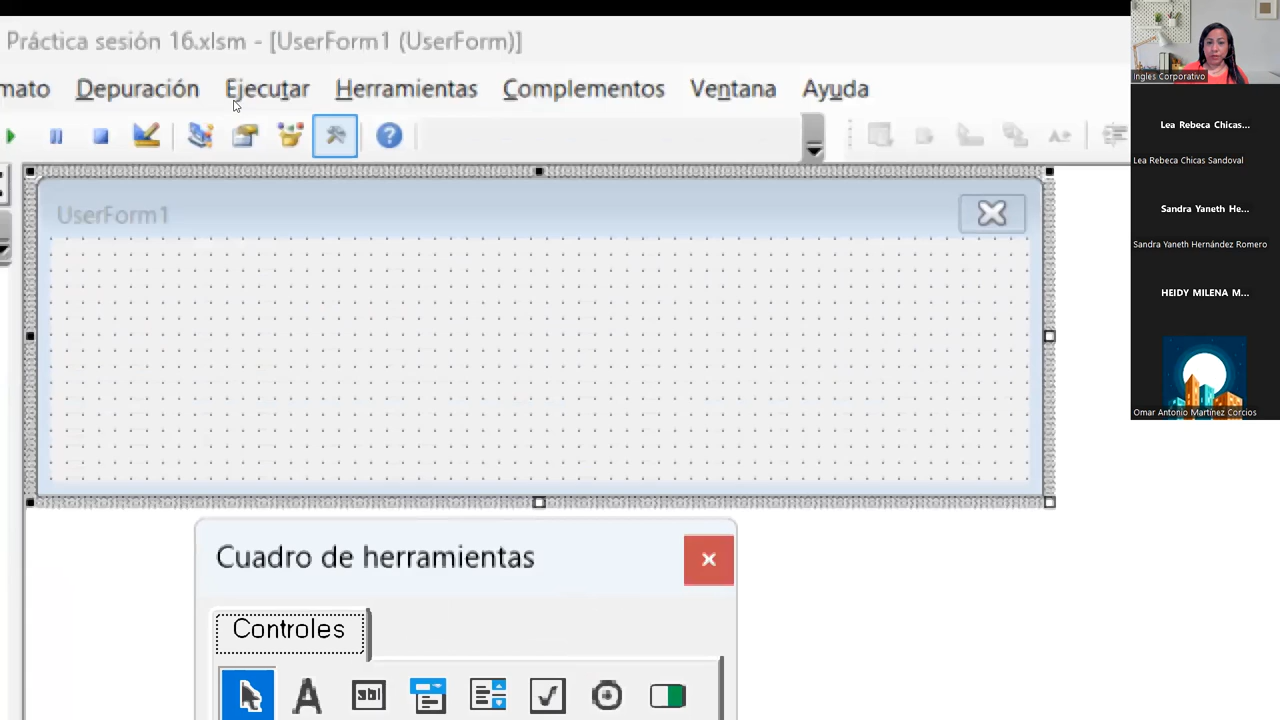 Práctica sesión 16.xlsm - [UserForm1 (UserForm)]
mato Depuración Ejecutar Herramientas Complementos Ventana Ayuda
UserForm1
Cuadro de herramientas
Controles
A abl
Ingles Corporativo
Lea Rebeca Chicas...
Lea Rebeca Chicas Sandoval
Sandra Yaneth He...
Sandra Yaneth Hernández Romero
HEIDY MILENA M...
Omar Antonio Martínez Corcios